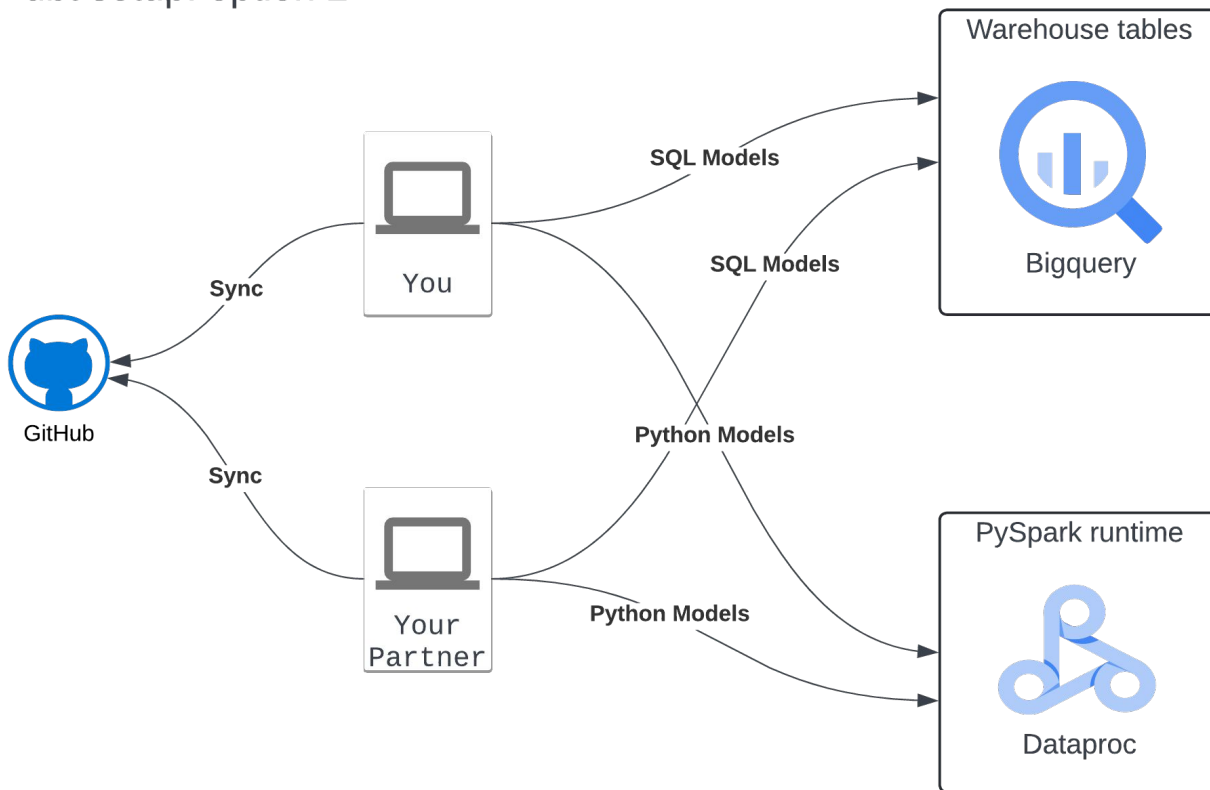 Warehouse tables
SQL Models
SQL Models
Bigquery
You
Sync
GitHub
Python Models
Sync
PySpark runtime
Python Models
Your
Partner
Dataproc